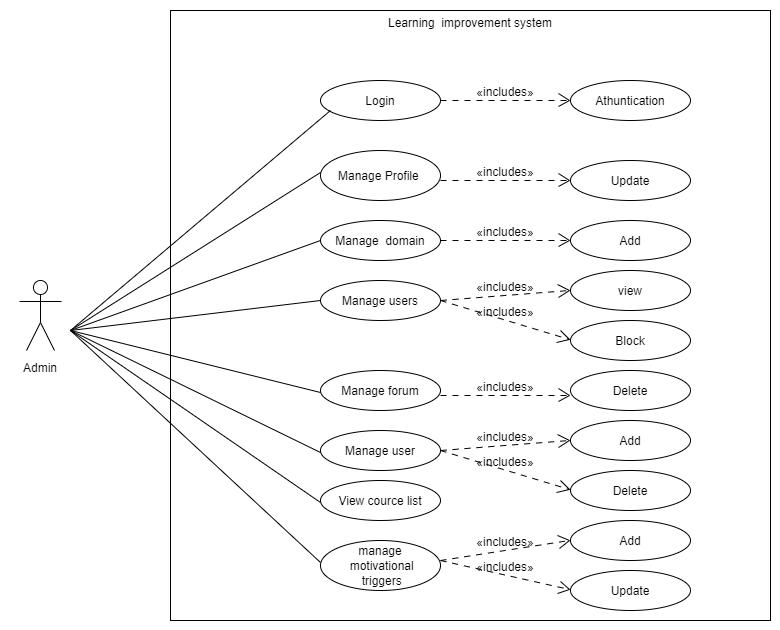 Learning improvement system
Login
«includes»
Athuntication
Manage Profile
«includes»
Update
Manage domain
«includes»
Add
Manage users
«includes»
view
«includes»
Block
Admin
Manage forum
«includes»
Delete
Manage user
«includes»
Add
«includes»
Delete
View cource list
manage
motivational
triggers
«includes»
Add
«includes»
Update